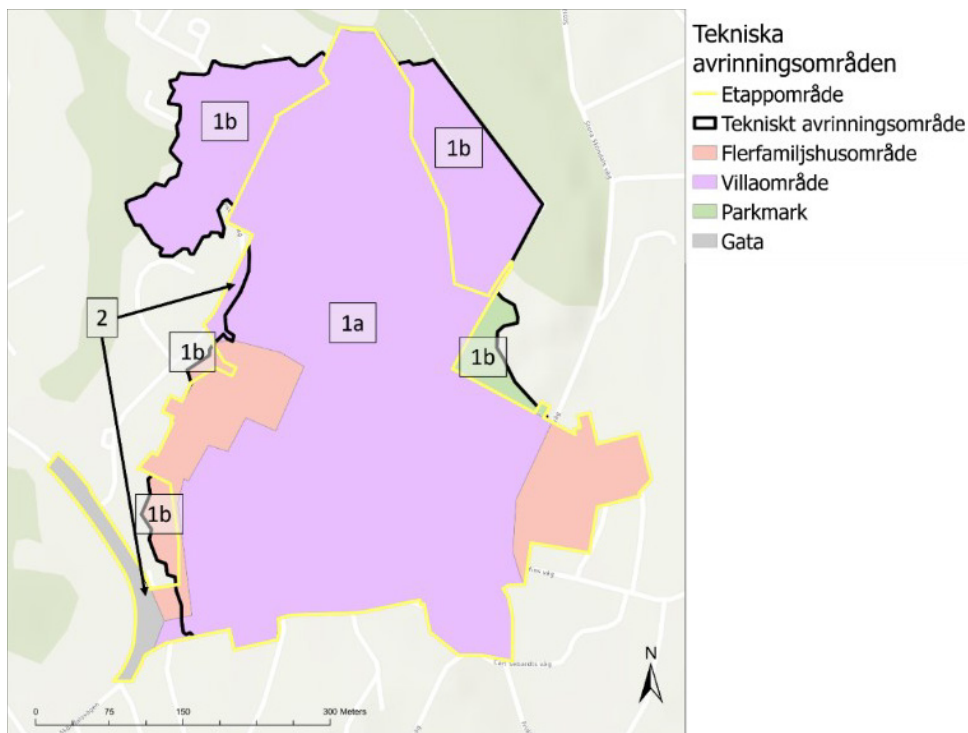 Tekniska
avrinningsområden
Etappområde
Tekniskt avrinningsområde
Flerfamiljshusområde
Villaområde
Parkmark
Gata
1b
1b
2
1a
1b
1b
1b
N
0
75
150
300 Meters